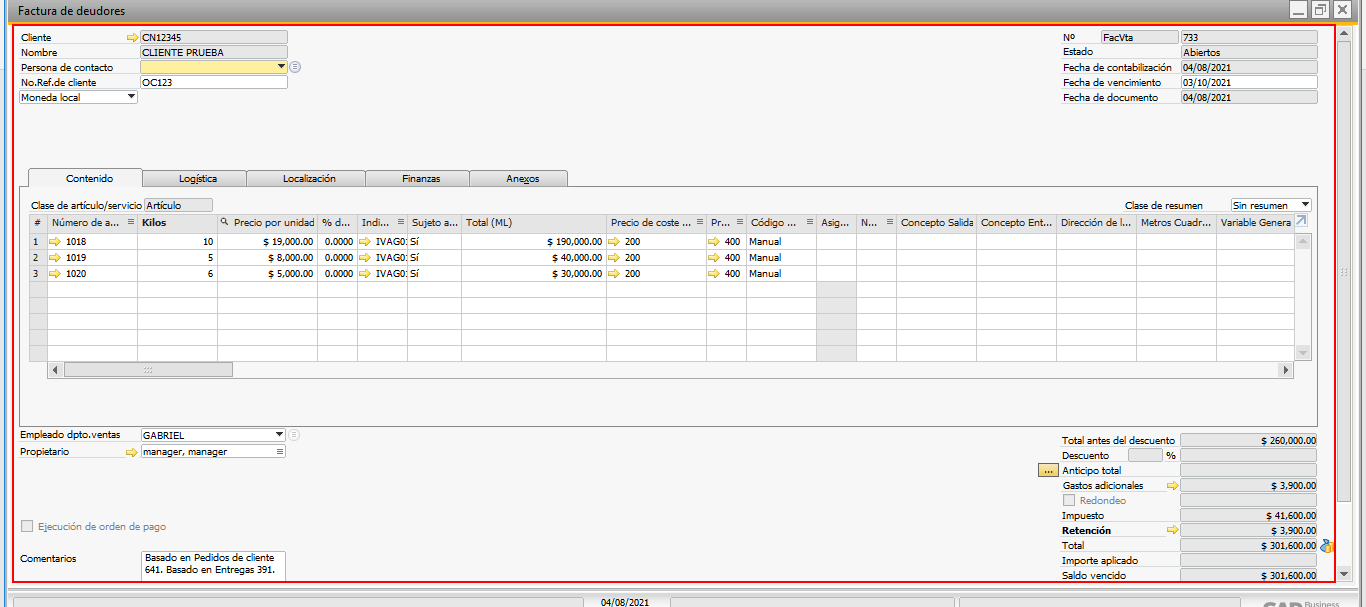 Factura de deudores
Cliente CN12345
Nombre CLIENTE PRUEBA
Persona de contacto
No.Ref.de cliente OC123
Moneda local
Nº FacVta 733
Estado Abiertos
Fecha de contabilización 04/08/2021
Fecha de vencimiento 03/10/2021
Fecha de documento 04/08/2021
Contenido Logística Localización Finanzas Anexos
Clase de artículo/servicio Artículo
Clase de resumen Sin resumen
# Número de a... Kilos Precio por unidad % d... Indi... Sujeto a... Total (ML) Precio de coste ... Pr... Código ... Asig... N... Concepto Salida Concepto Ent... Dirección de l... Metros Cuadr... Variable Genera
1 1018 10 $ 19,000.00 0.0000 IVAG01 Sí $ 190,000.00 200 400 Manual
2 1019 5 $ 8,000.00 0.0000 IVAG01 Sí $ 40,000.00 200 400 Manual
3 1020 6 $ 5,000.00 0.0000 IVAG01 Sí $ 30,000.00 200 400 Manual
Empleado dpto.ventas GABRIEL
Propietario manager, manager
Ejecución de orden de pago
Comentarios Basado en Pedidos de cliente
641. Basado en Entregas 391.
Total antes del descuento $ 260,000.00
Descuento %
... Anticipo total
Gastos adicionales $ 3,900.00
Redondeo
Impuesto $ 41,600.00
Retención $ 3,900.00
Total $ 301,600.00
Importe aplicado
Saldo vencido $ 301,600.00
04/08/2021
SAP Business